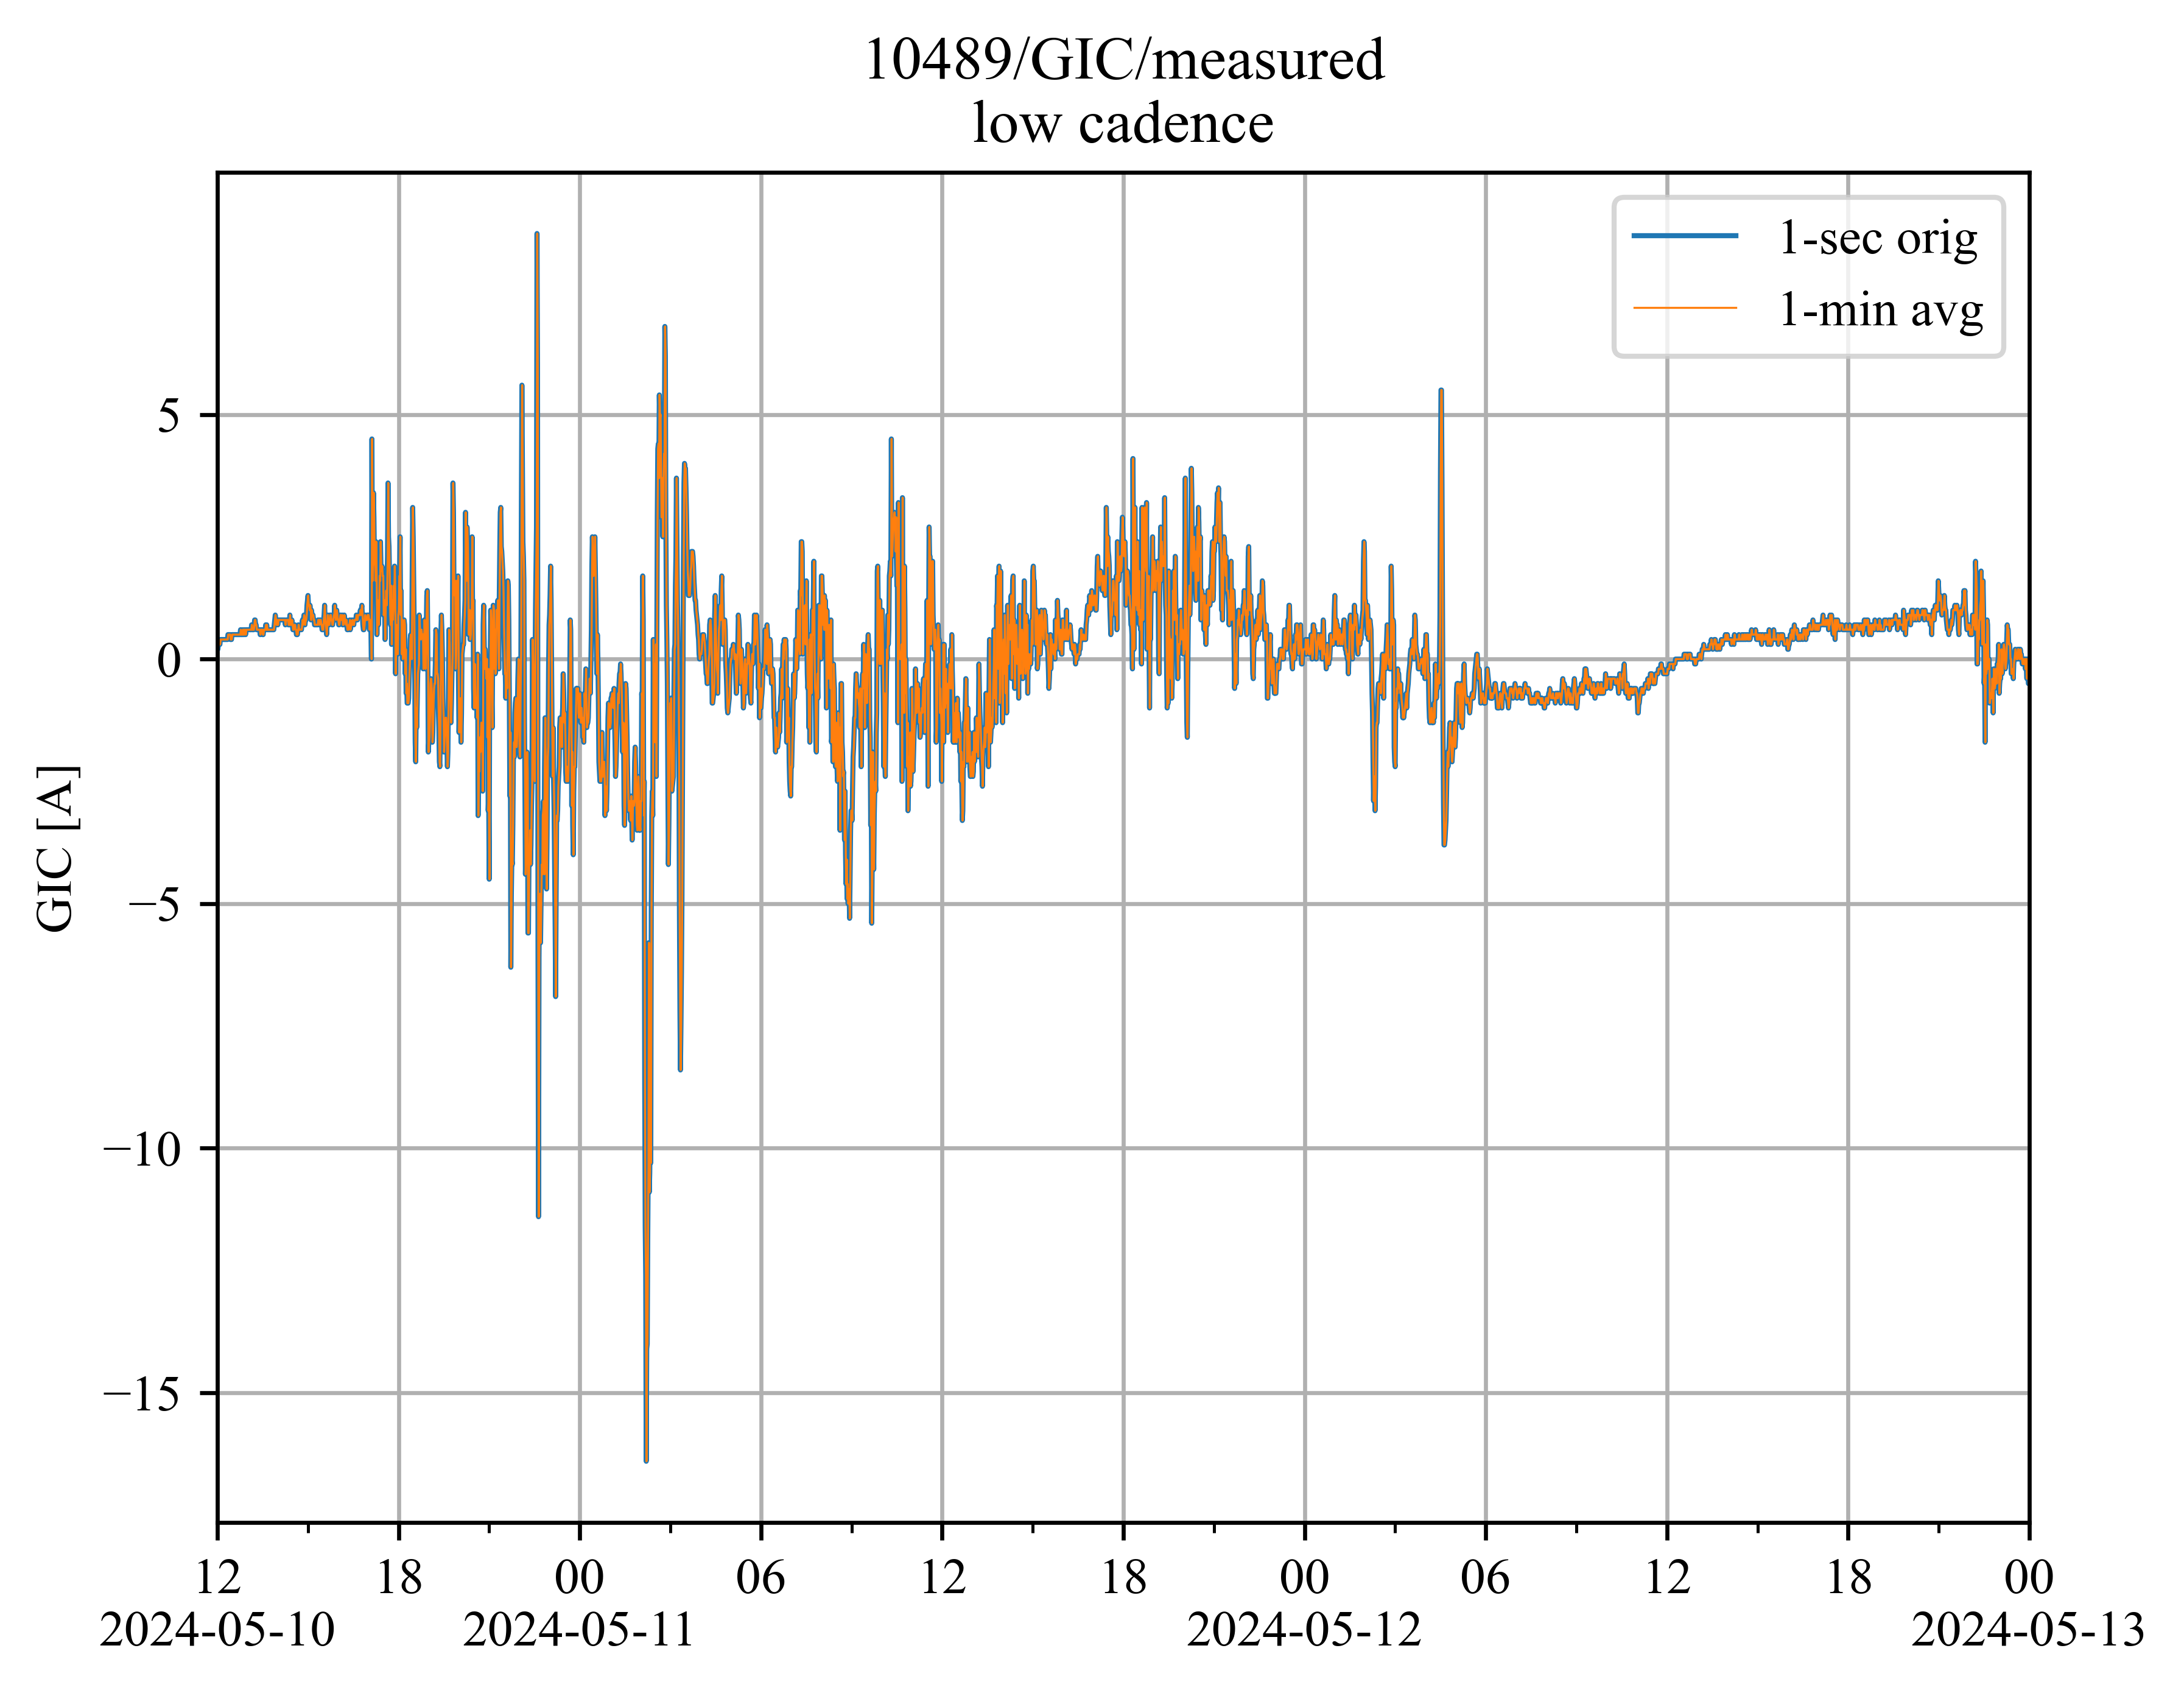 10489/GIC/measured
low cadence
1-sec orig
1-min avg
GIC [A]
5
0
−5
−10
−15
12 18 00 06 12 18 00 06 12 18 00
2024-05-10 2024-05-11 2024-05-12 2024-05-13